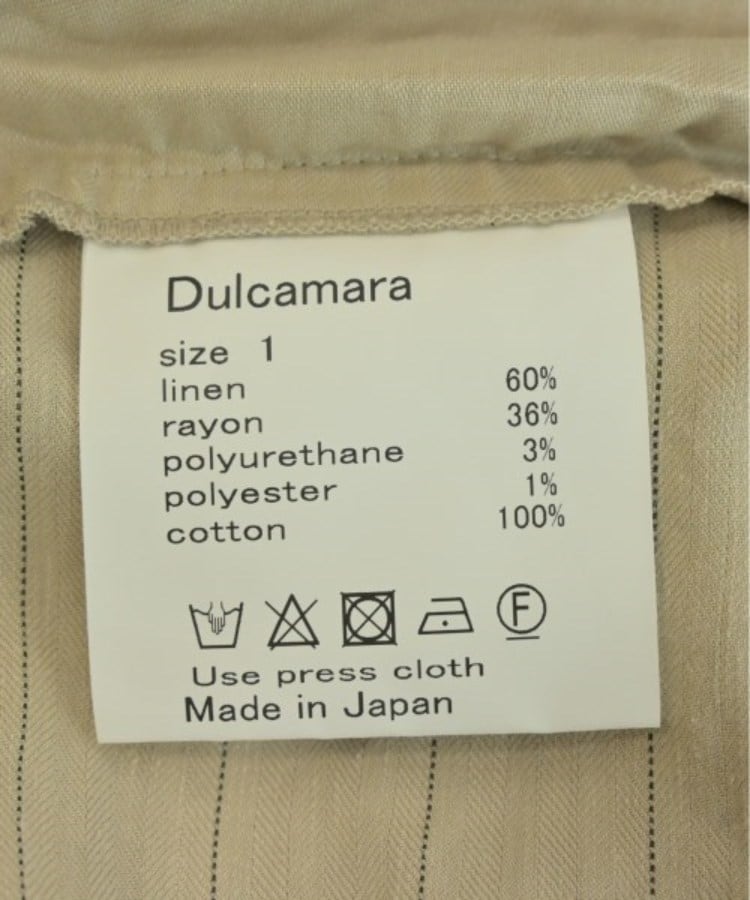 Dulcamara
size 1
linen 60%
rayon 36%
polyurethane 3%
polyester 1%
cotton 100%
F
Use press cloth
Made in Japan